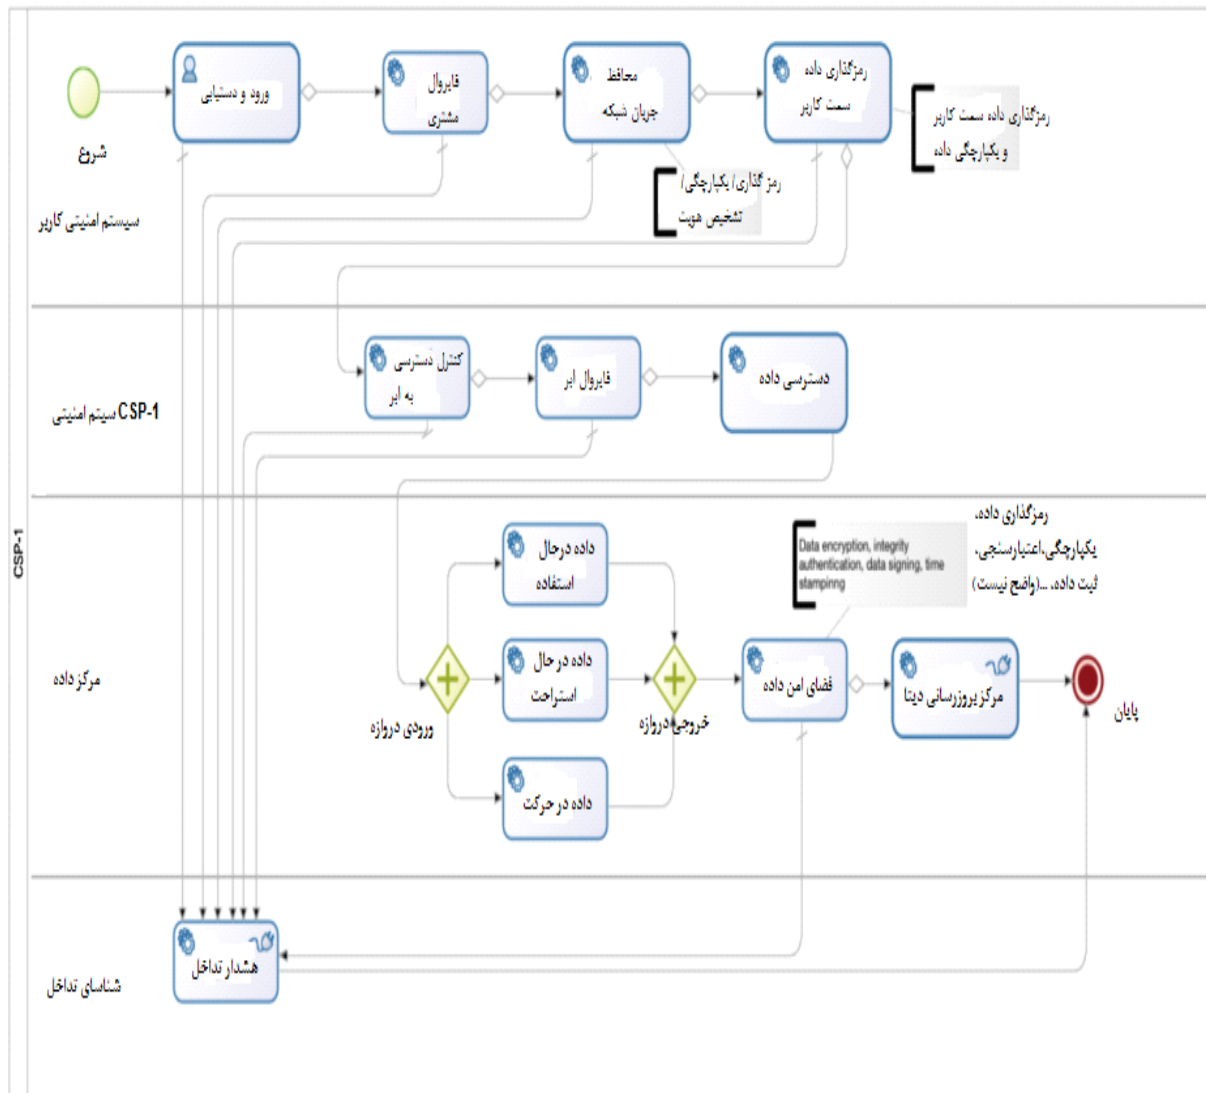 CSP-1
ورود و دستیابی
فایروال
مشتری
محافظ
جریان شبکه
رمزگذاری داده
سمت کاربر
رمزگذاری داده سمت کاربر
و یکپارچگی داده
شروع
رمز گذاری/ یکپارچگی/
تشخیص هویت
سیستم امنیتی کاربر
کنترل دسترسی
به ابر
فایروال ابر
دسترسی داده
سیتم امنیتی CSP-1
رمزگذاری داده،
یکپارچگی،اعتبارسنجی،
ثبت داده، ...(واضح نیست)
Data encryption, integrity
authentication, data signing, time
stampinng
داده درحال
استفاده
داده در حال
استراحت
داده در حرکت
ورودی دروازه
خروجی دروازه
فضای امن داده
مرکز بروزرسانی دیتا
پایان
مرکز داده
هشدار تداخل
شناسای تداخل